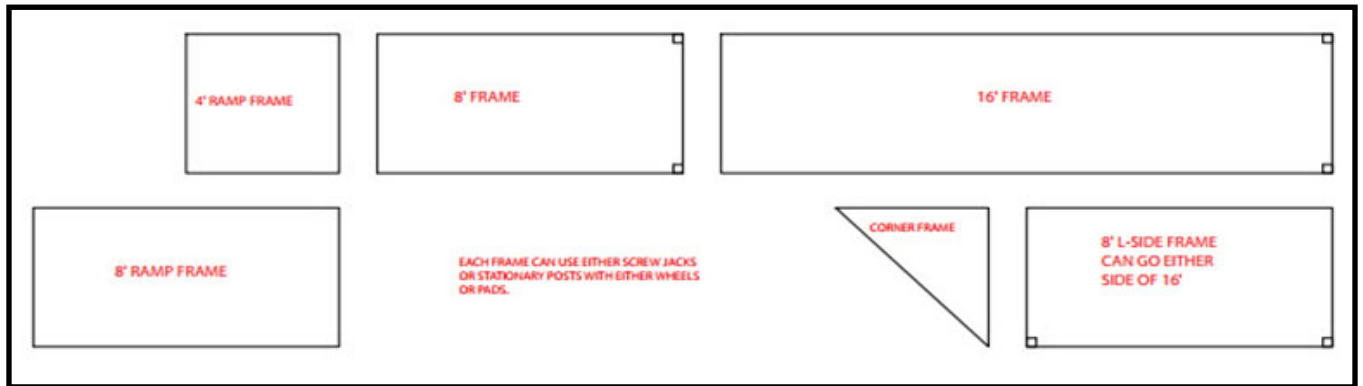 4' RAMP FRAME
8' FRAME
16' FRAME
8' RAMP FRAME
EACH FRAME CAN USE EITHER SCREW JACKS
OR STATIONARY POSTS WITH EITHER WHEELS
OR PADS.
CORNER FRAME
8' L-SIDE FRAME
CAN GO EITHER
SIDE OF 16'